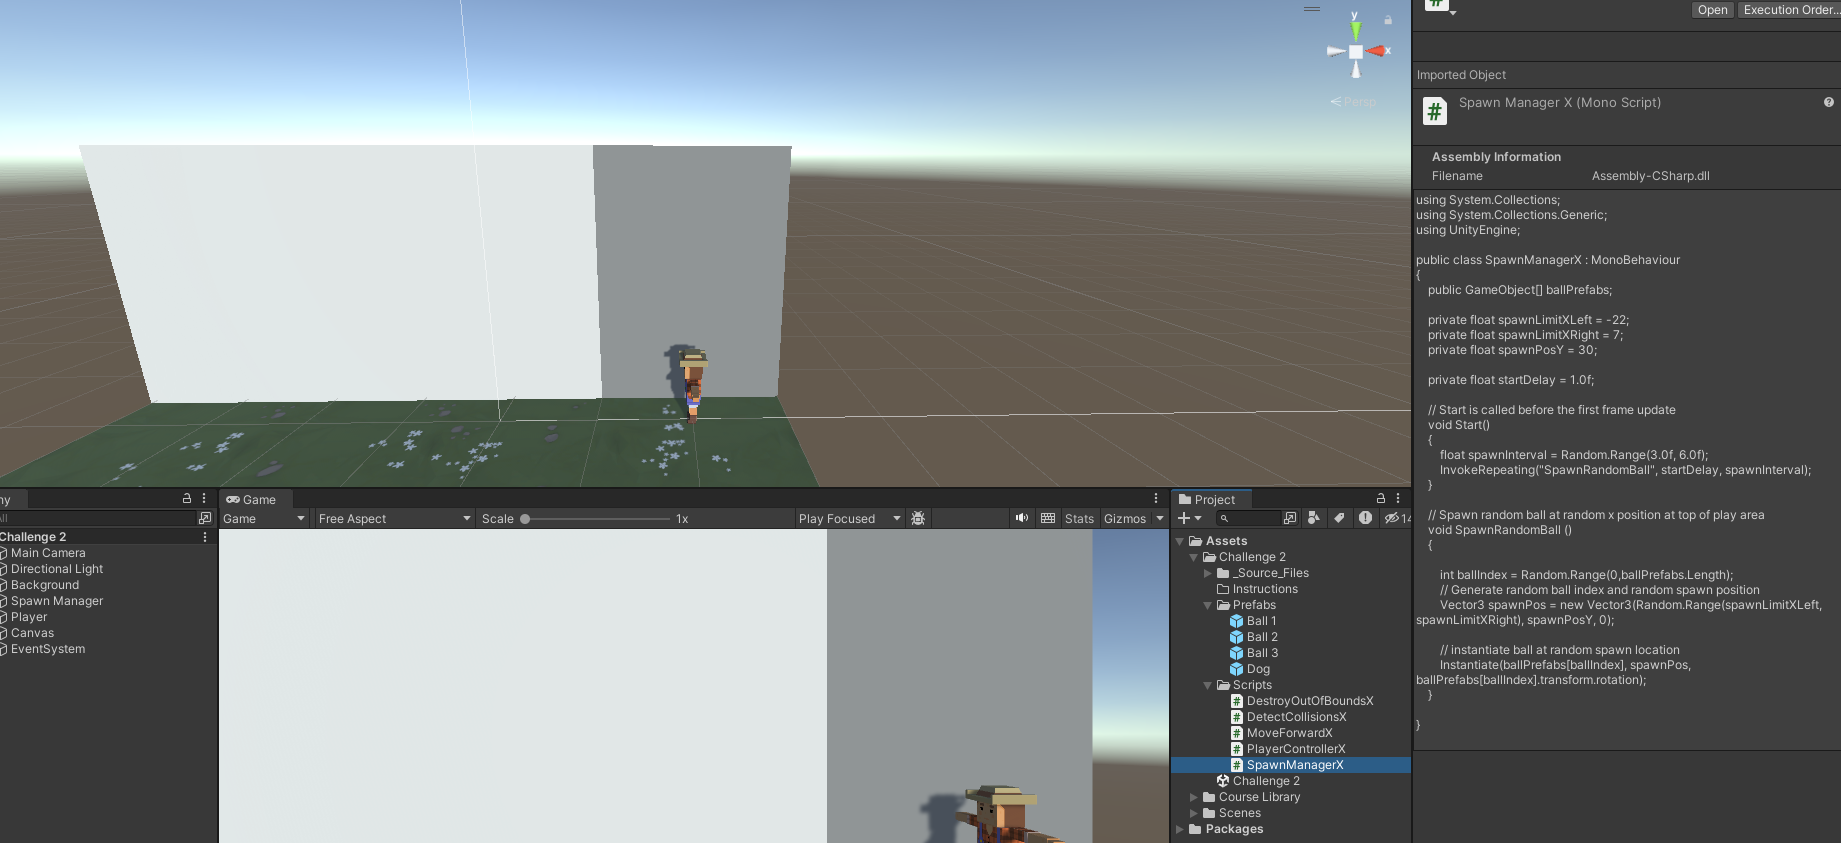 y
x
Persp
Open
Execution Order...
Imported Object
Spawn Manager X (Mono Script)
Assembly Information
Filename Assembly-CSharp.dll
using System.Collections;
using System.Collections.Generic;
using UnityEngine;
public class SpawnManagerX : MonoBehaviour
{
public GameObject[] ballPrefabs;
private float spawnLimitXLeft = -22;
private float spawnLimitXRight = 7;
private float spawnPosY = 30;
private float startDelay = 1.0f;
// Start is called before the first frame update
void Start()
{
float spawnInterval = Random.Range(3.0f, 6.0f);
InvokeRepeating("SpawnRandomBall", startDelay, spawnInterval);
}
// Spawn random ball at random x position at top of play area
void SpawnRandomBall ()
{
int ballIndex = Random.Range(0,ballPrefabs.Length);
// Generate random ball index and random spawn position
Vector3 spawnPos = new Vector3(Random.Range(spawnLimitXLeft,
spawnLimitXRight), spawnPosY, 0);
// instantiate ball at random spawn location
Instantiate(ballPrefabs[ballIndex], spawnPos,
ballPrefabs[ballIndex].transform.rotation);
}
}
ny
All
Challenge 2
Main Camera
Directional Light
Background
Spawn Manager
Player
Canvas
EventSystem
Game
Game Free Aspect Scale 1x Play Focused Stats Gizmos
Project
14
Assets
Challenge 2
_Source_Files
Instructions
Prefabs
Ball 1
Ball 2
Ball 3
Dog
Scripts
DestroyOutOfBoundsX
DetectCollisionsX
MoveForwardX
PlayerControllerX
SpawnManagerX
Challenge 2
Course Library
Scenes
Packages